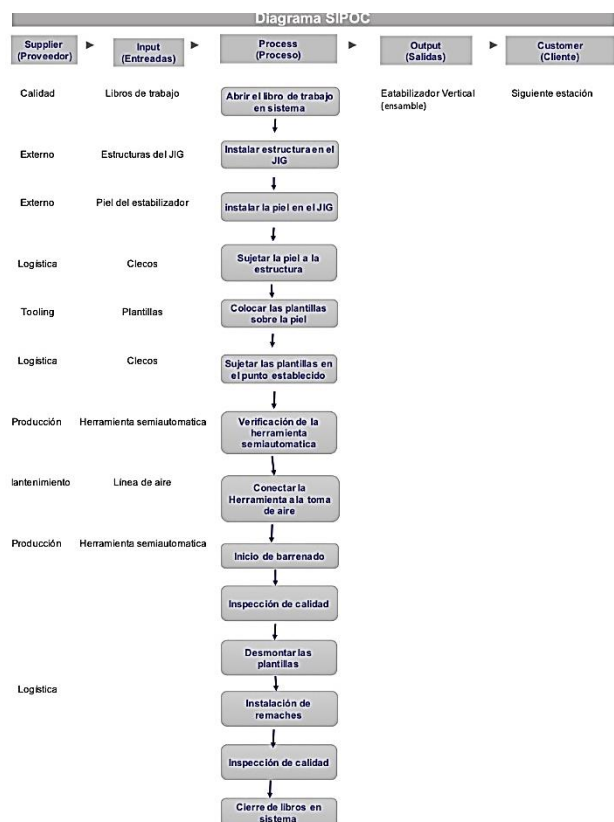 Diagrama SIPOC
Supplier
(Proveedor)
Input
(Entreadas)
Process
(Proceso)
Output
(Salidas)
Customer
(Cliente)
Calidad
Libros de trabajo
Abrir el libro de trabajo
en sistema
Eatabilizador Vertical
(ensamble)
Siguiente estación
Externo
Estructuras del JIG
Instalar estructura en el
JIG
Externo
Piel del estabilizador
instalar la piel en el JIG
Logística
Clecos
Sujetar la piel a la
estructura
Tooling
Plantillas
Colocar las plantillas
sobre la piel
Logística
Clecos
Sujetar las plantillas en
el punto establecido
Producción
Herramienta semiautomatica
Verificación de la
herramienta
semiautomatica
lantenimiento
Línea de aire
Conectar la
Herramienta a la toma
de aire
Producción
Herramienta semiautomatica
Inicio de barrenado
Inspección de calidad
Desmontar las
plantillas
Logística
Instalación de
remaches
Inspección de calidad
Cierre de libros en
sistema